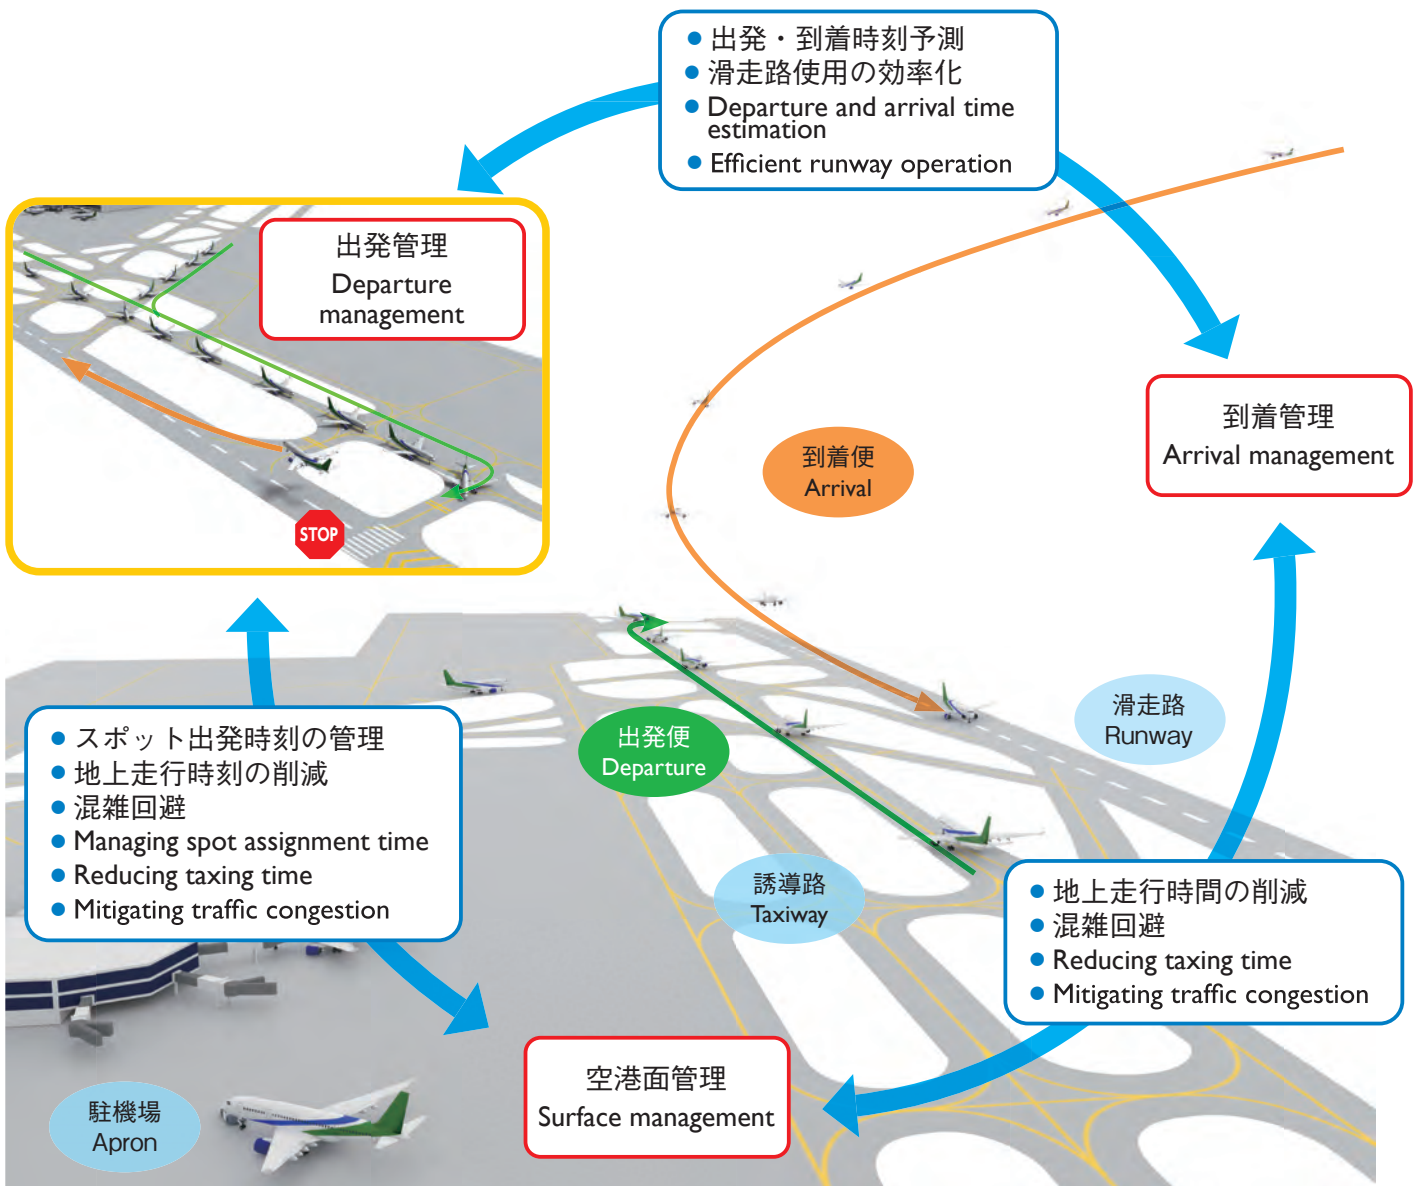 ● 出発・到着時刻予測
● 滑走路使用の効率化
● Departure and arrival time
estimation
● Efficient runway operation
出発管理
Departure
management
STOP
到着管理
Arrival management
到着便
Arrival
滑走路
Runway
出発便
Departure
● スポット出発時刻の管理
● 地上走行時刻の削減
● 混雑回避
● Managing spot assignment time
● Reducing taxing time
● Mitigating traffic congestion
誘導路
Taxiway
● 地上走行時間の削減
● 混雑回避
● Reducing taxing time
● Mitigating traffic congestion
空港面管理
Surface management
駐機場
Apron